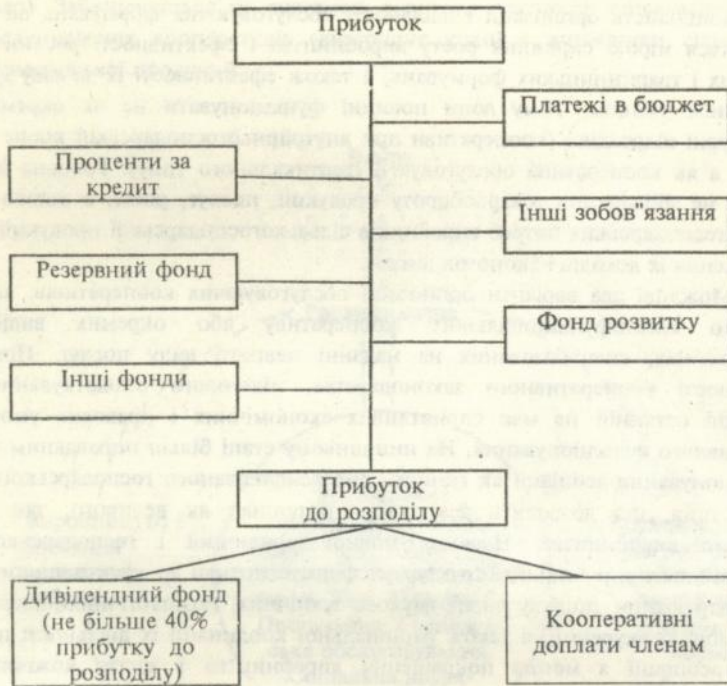 Прибуток
Платежі в бюджет
Проценти за
кредит
Інші зобов"язання
Резервний фонд
Фонд розвитку
Інші фонди
Прибуток
до розподілу
Дивідендний фонд
(не більше 40%
прибутку до
розподілу)
Кооперативні
доплати членам